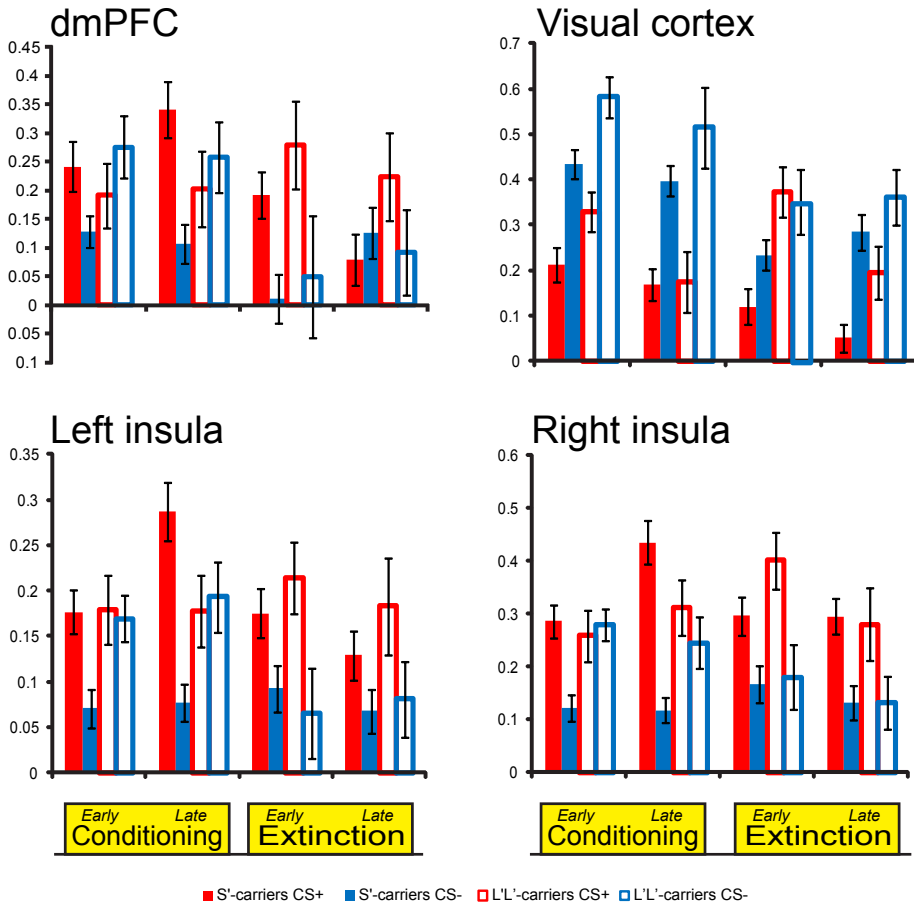 dmPFC
0.45
0.4
0.35
0.3
0.25
0.2
0.15
0.1
0.05
0
0.05
0.1
Visual cortex
0.7
0.6
0.5
0.4
0.3
0.2
0.1
0
Left insula
0.35
0.3
0.25
0.2
0.15
0.1
0.05
0
Right insula
0.6
0.5
0.4
0.3
0.2
0.1
0
Early Late
Conditioning
Early Late
Extinction
Early Late
Conditioning
Early Late
Extinction
S'-carriers CS+ S'-carriers CS- L'L'-carriers CS+ L'L'-carriers CS-